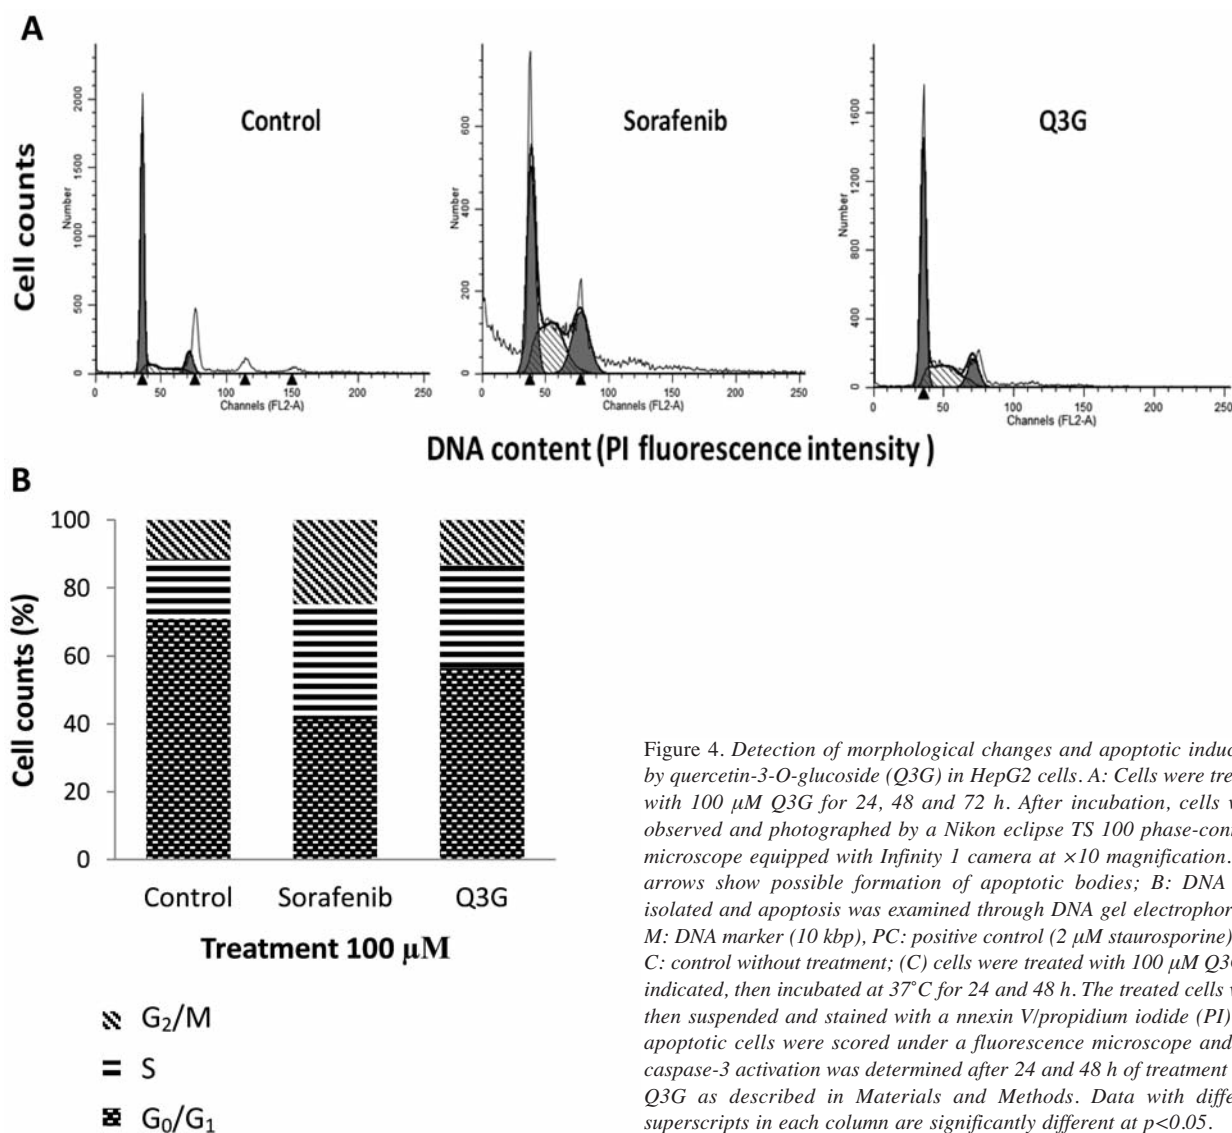 A
Control
Sorafenib
Q3G
Cell counts
Number
2000
1500
1000
500
0
0 50 100 150 200 250
Channels (FL2-A)
Number
600
400
200
0
0 50 100 150 200 250
Channels (FL2-A)
Number
1600
1200
800
400
0
0 50 100 150 200 250
Channels (FL2-A)
DNA content (PI fluorescence intensity )
B
Cell counts (%)
100
80
60
40
20
0
Control Sorafenib Q3G
Treatment 100 µM
G₂/M
S
G₀/G₁
Figure 4. Detection of morphological changes and apoptotic induc
by quercetin-3-O-glucoside (Q3G) in HepG2 cells. A: Cells were trea
with 100 μM Q3G for 24, 48 and 72 h. After incubation, cells w
observed and photographed by a Nikon eclipse TS 100 phase-con
microscope equipped with Infinity 1 camera at ×10 magnification.
arrows show possible formation of apoptotic bodies; B: DNA
isolated and apoptosis was examined through DNA gel electrophor
M: DNA marker (10 kbp), PC: positive control (2 μM staurosporine)
C: control without treatment; (C) cells were treated with 100 μM Q3G
indicated, then incubated at 37˚C for 24 and 48 h. The treated cells w
then suspended and stained with a nnexin V/propidium iodide (PI)
apoptotic cells were scored under a fluorescence microscope and
caspase-3 activation was determined after 24 and 48 h of treatment
Q3G as described in Materials and Methods. Data with diffe
superscripts in each column are significantly different at p<0.05.